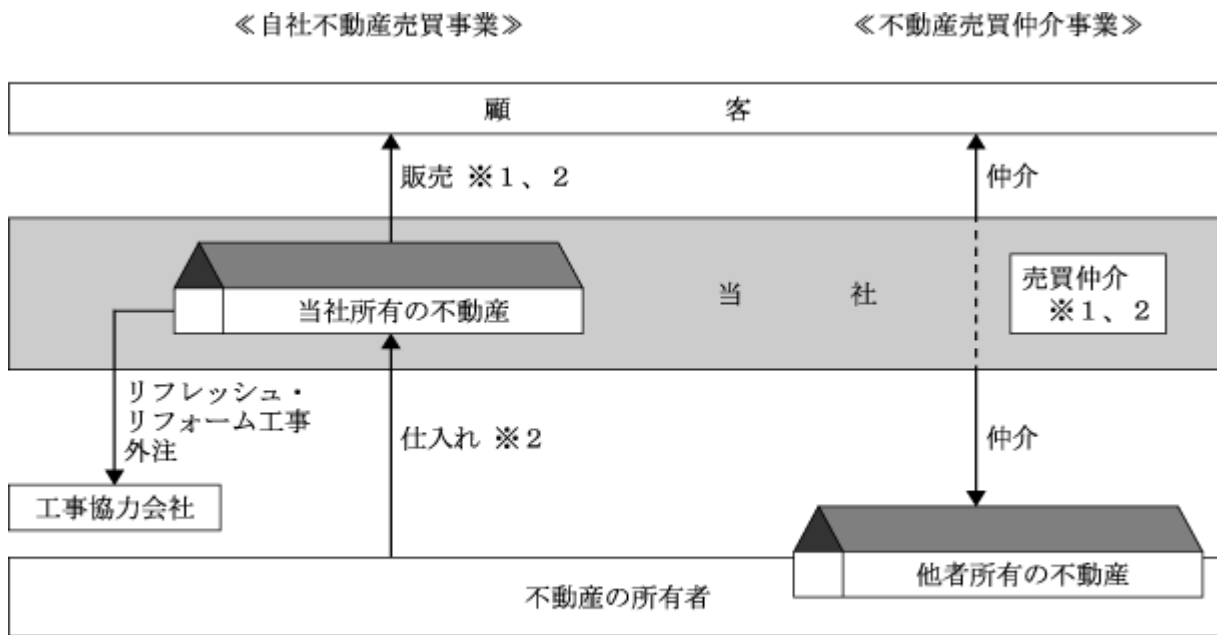 ≪自社不動産売買事業≫
≪不動産売買仲介事業≫
顧 客
販売 ※1、2
仲介
当社所有の不動産
当 社
売買仲介
※1、2
リフレッシュ・
リフォーム工事
外注
仕入れ ※2
仲介
工事協力会社
他者所有の不動産
不動産の所有者